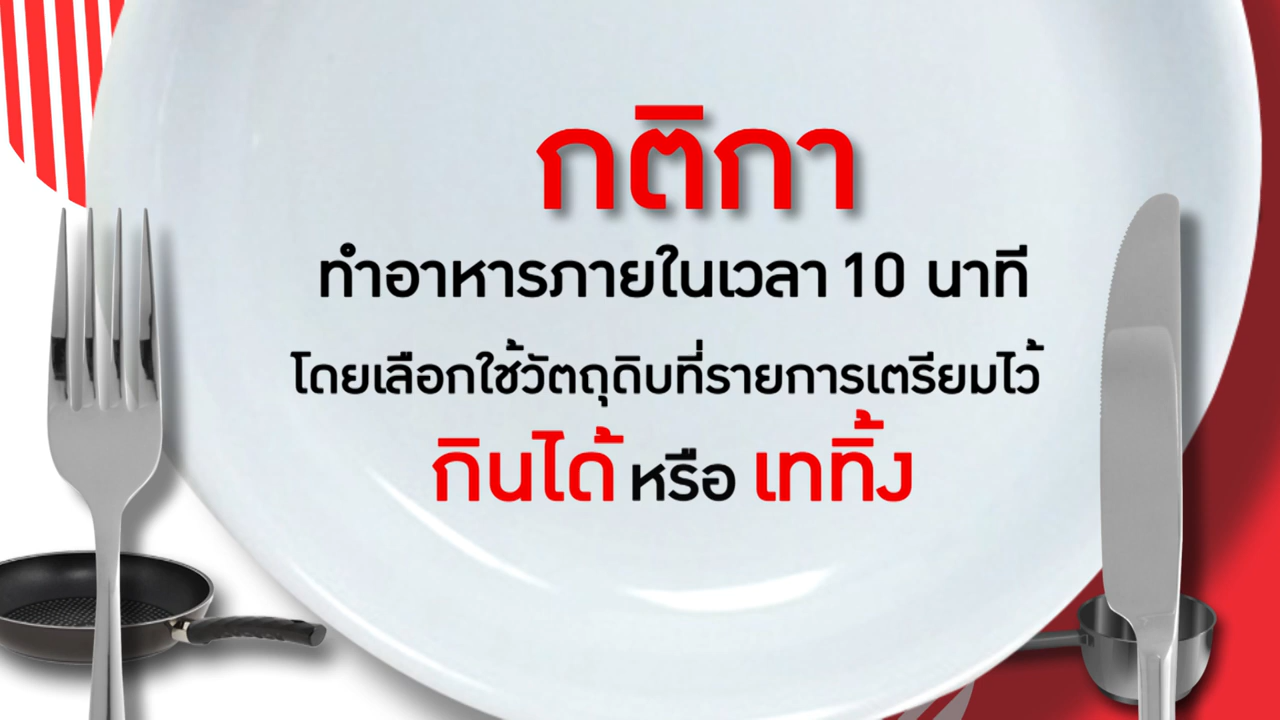 กติกา
ทำอาหารภายในเวลา 10 นาที
โดยเลือกใช้วัตถุดิบที่รายการเตรียมไว้
กินได้ หรือ เททิ้ง